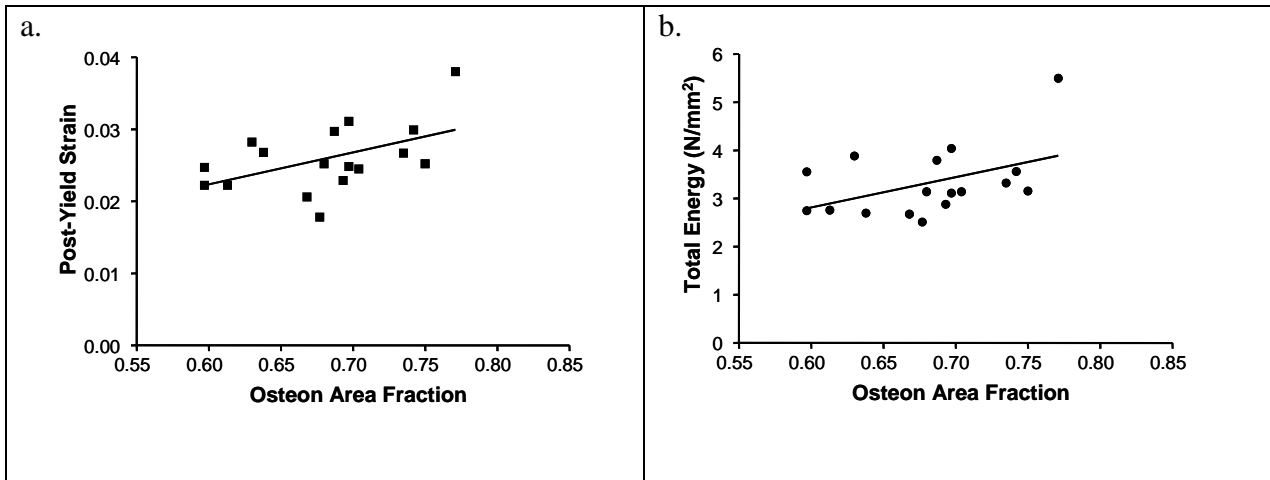 a.
0.04
0.03
0.02
0.01
0.00
Post-Yield Strain
0.55 0.60 0.65 0.70 0.75 0.80 0.85
Osteon Area Fraction
b.
6
5
4
3
2
1
0
Total Energy (N/mm²)
0.55 0.60 0.65 0.70 0.75 0.80 0.85
Osteon Area Fraction